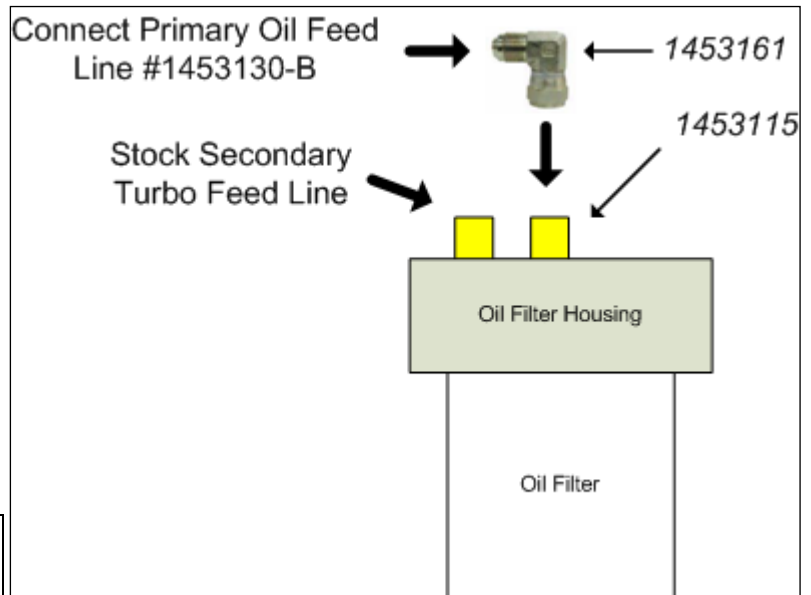 Connect Primary Oil Feed
Line #1453130-B
1453161
1453115
Stock Secondary
Turbo Feed Line
Oil Filter Housing
Oil Filter